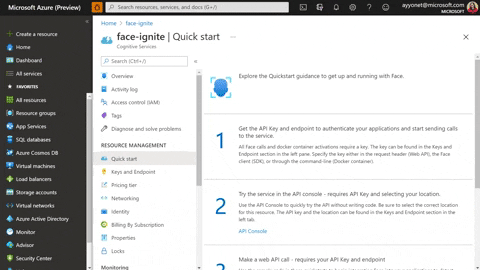 Microsoft Azure (Preview)
Search resources, services, and docs (G+/)
ayyonet@microsoft.com
MICROSOFT
Create a resource
Home
Dashboard
All services
FAVORITES
All resources
Resource groups
App Services
SQL databases
Azure Cosmos DB
Virtual machines
Load balancers
Storage accounts
Virtual networks
Azure Active Directory
Monitor
Advisor
Security Center
Home > face-ignite
face-ignite | Quick start
Cognitive Services
Search (Ctrl+/)
Overview
Activity log
Access control (IAM)
Tags
Diagnose and solve problems
RESOURCE MANAGEMENT
Quick start
Keys and Endpoint
Pricing tier
Networking
Identity
Billing By Subscription
Properties
Locks
Monitoring
Explore the Quickstart guidance to get up and running with Face.
1
Get the API Key and endpoint to authenticate your applications and start sending calls
to the service.
All Face calls and docker container activations require a key. The key can be found in the Keys and
Endpoint section in the left pane. Specify the key either in the request header (Web API), the Face
client (SDK), or through the command-line (Docker container)
2
Try the service in the API console - requires API Key and selecting your location.
Use the API Console to quickly try the API without writing code. Be sure to select the correct
location for this resource. The API key and the location can be found in the Keys and Endpoint section in the
left tab.
API Console
2
Make a web API call - requires your API Key and Endpoint